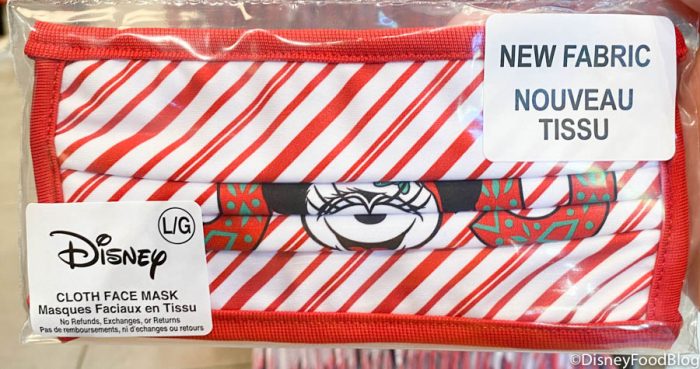 NEW FABRIC
NOUVEAU
TISSU
L/G
Disney
CLOTH FACE MASK
Masques Faciaux en Tissu
No Refunds, Exchanges, or Returns
Pas de remboursements, ni d'echanges ou retours
©DisneyFoodBlog